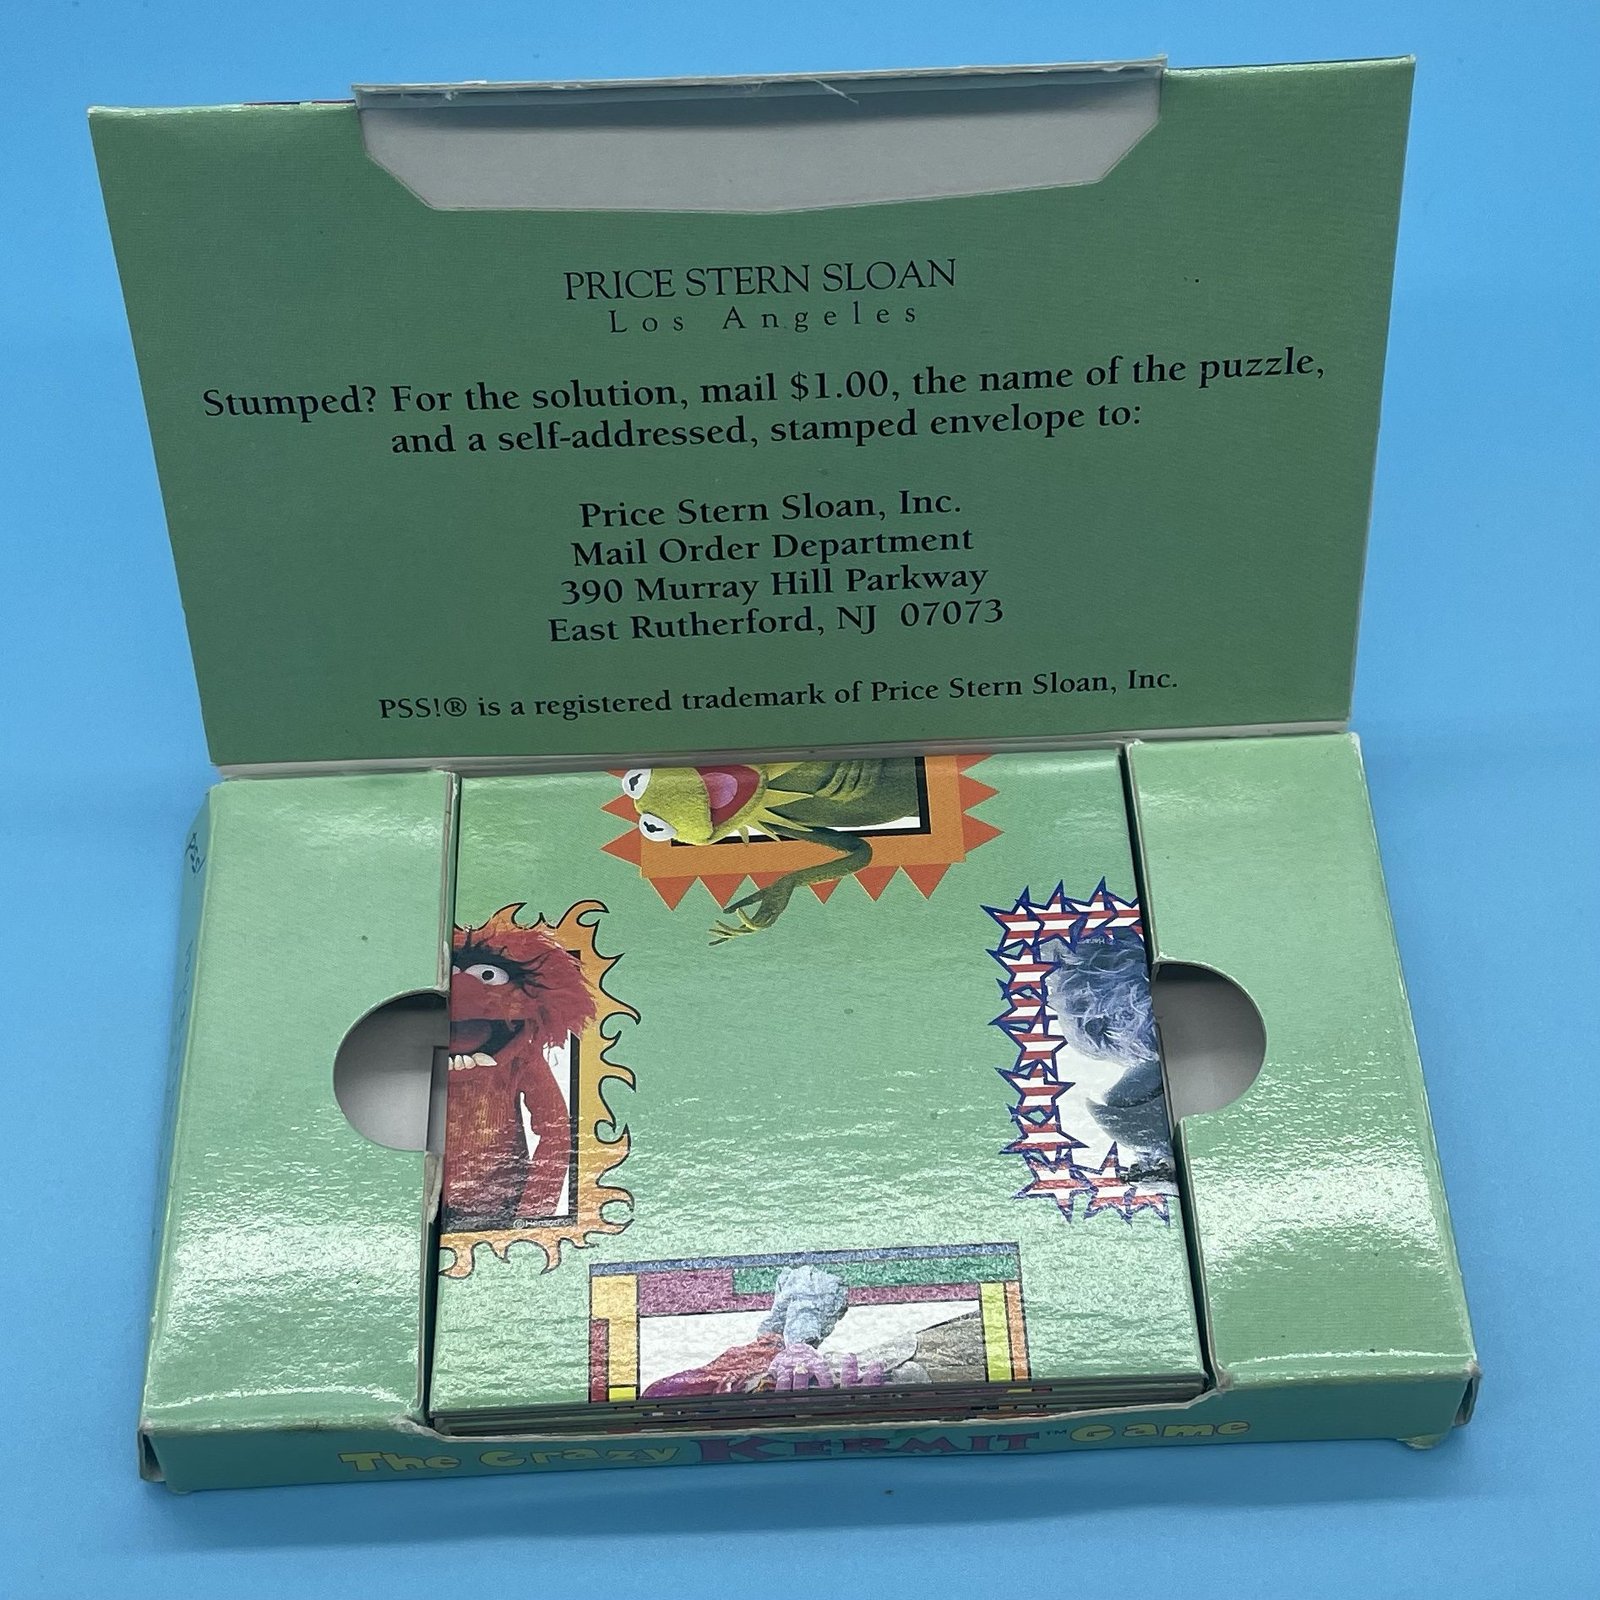 PRICE STERN SLOAN
Los Angeles
Stumped? For the solution, mail $1.00, the name of the puzzle,
and a self-addressed, stamped envelope to:
Price Stern Sloan, Inc.
Mail Order Department
390 Murray Hill Parkway
East Rutherford, NJ 07073
PSS!® is a registered trademark of Price Stern Sloan, Inc.
The Crazy KERMIT™ Game